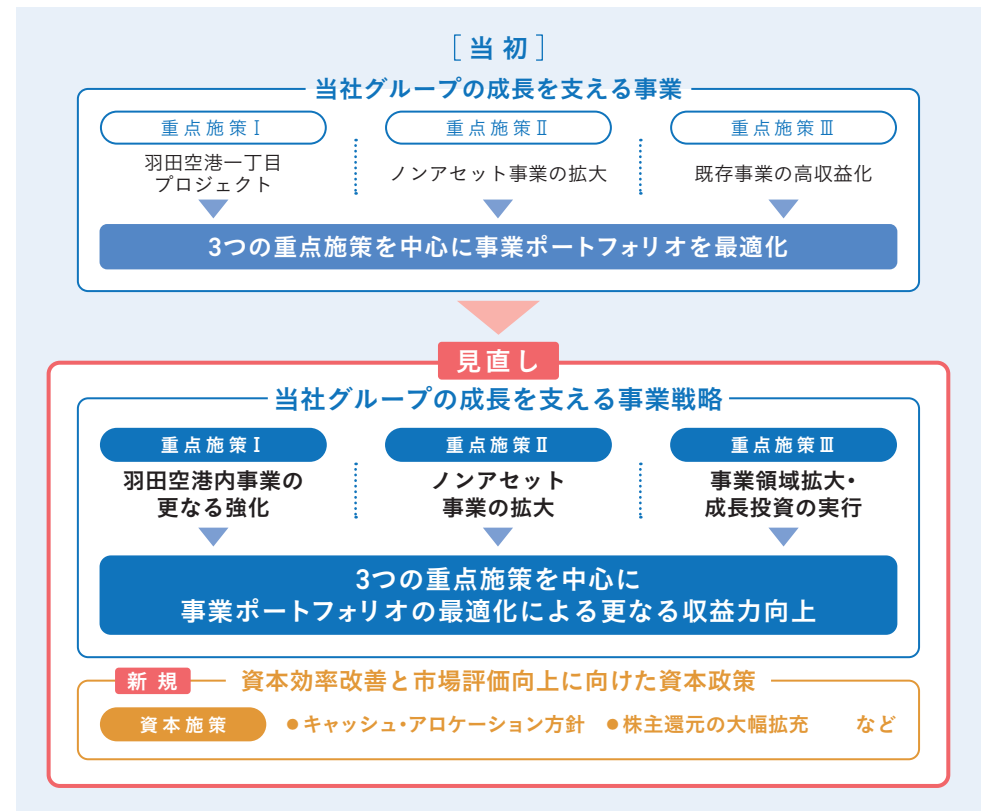 [当初]
当社グループの成長を支える事業
重点施策Ⅰ
羽田空港一丁目
プロジェクト
重点施策Ⅱ
ノンアセット事業の拡大
重点施策Ⅲ
既存事業の高収益化
3つの重点施策を中心に事業ポートフォリオを最適化
見直し
当社グループの成長を支える事業戦略
重点施策Ⅰ
羽田空港内事業の
更なる強化
重点施策Ⅱ
ノンアセット
事業の拡大
重点施策Ⅲ
事業領域拡大・
成長投資の実行
3つの重点施策を中心に
事業ポートフォリオの最適化による更なる収益力向上
新規 資本効率改善と市場評価向上に向けた資本政策
資本施策 ●キャッシュ・アロケーション方針 ●株主還元の大幅拡充 など